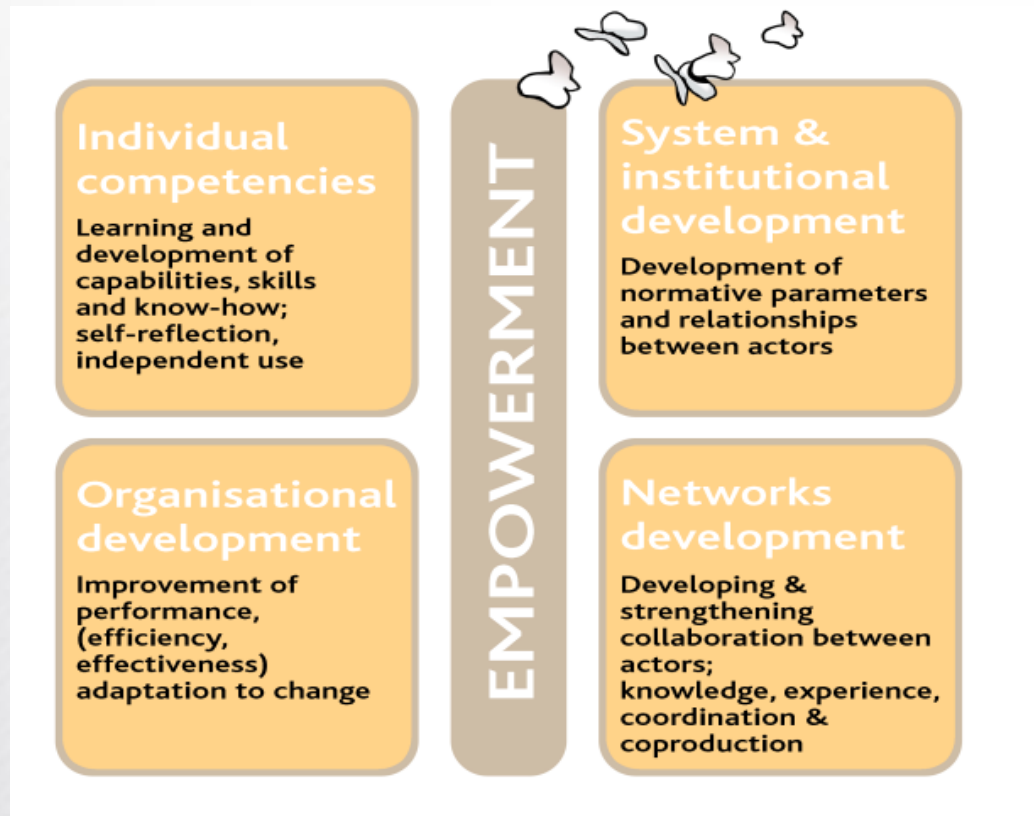 Individual
competencies
Learning and
development of
capabilities, skills
and know-how;
self-reflection,
independent use
Organisational
development
Improvement of
performance,
(efficiency,
effectiveness)
adaptation to change
EMPOWERMENT
System &
institutional
development
Development of
normative parameters
and relationships
between actors
Networks
development
Developing &
strengthening
collaboration between
actors;
knowledge, experience,
coordination &
coproduction